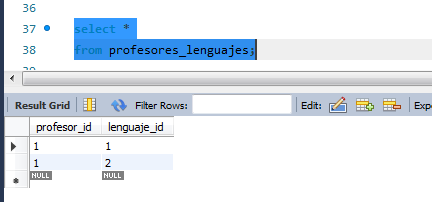 36
37 select *
38 from profesores_lenguajes;
Result Grid Filter Rows: Edit:
profesor_id lenguaje_id
1 1
1 2
NULL NULL